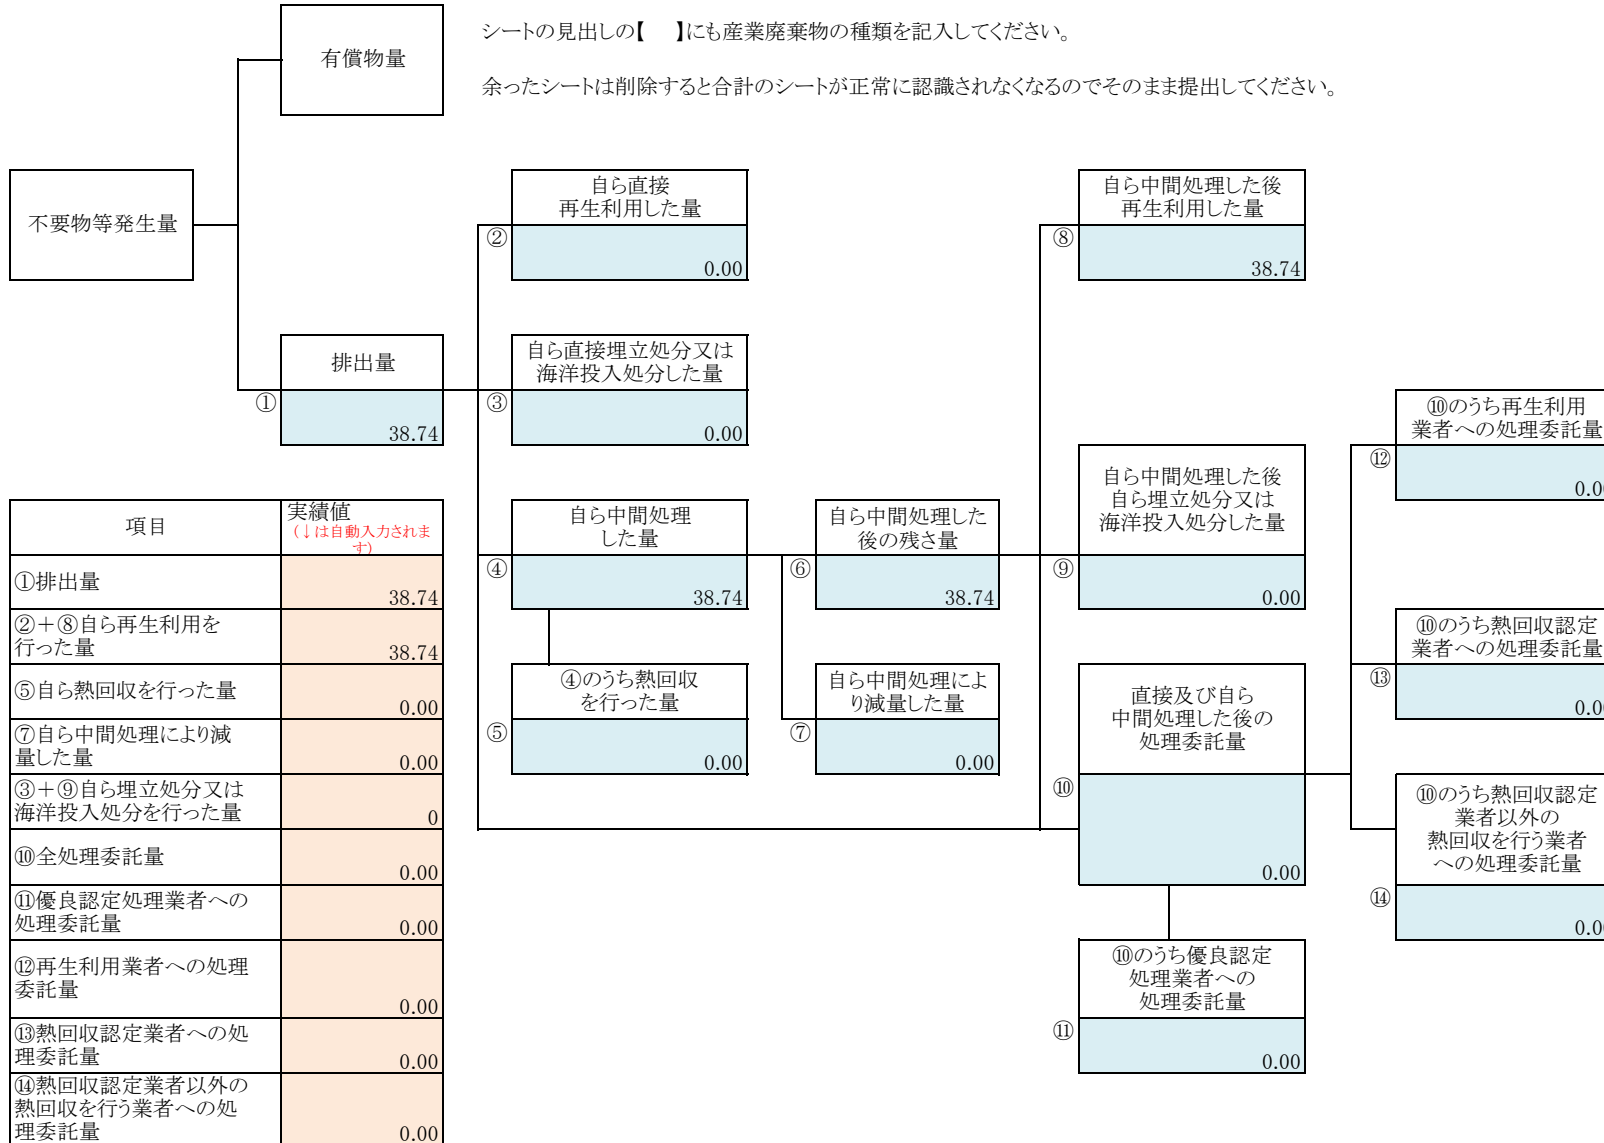 有償物量
シートの見出しの【　】にも産業廃棄物の種類を記入してください。
余ったシートは削除すると合計のシートが正常に認識されなくなるのでそのまま提出してください。
不要物等発生量
自ら直接
再生利用した量
②
0.00
自ら中間処理した後
再生利用した量
⑧
38.74
排出量
①
38.74
自ら直接埋立処分又は
海洋投入処分した量
③
0.00
⑩のうち再生利用
業者への処理委託量
⑫
自ら中間処理
した量
④
38.74
自ら中間処理した
後の残さ量
⑥
38.74
自ら中間処理した後
自ら埋立処分又は
海洋投入処分した量
⑨
0.00
④のうち熱回収
を行った量
⑤
0.00
自ら中間処理によ
り減量した量
⑦
0.00
直接及び自ら
中間処理した後の
処理委託量
⑩
0.00
⑩のうち熱回収認定
業者への処理委託量
⑬
⑩のうち熱回収認定
業者以外の
熱回収を行う業者
への処理委託量
⑭
⑩のうち優良認定
処理業者への
処理委託量
⑪
0.00
項目
実績値
（↓は自動入力されま
す）
①排出量
38.74
②＋⑧自ら再生利用を
行った量
38.74
⑤自ら熱回収を行った量
0.00
⑦自ら中間処理により減
量した量
0.00
③＋⑨自ら埋立処分又は
海洋投入処分を行った量
0
⑩全処理委託量
0.00
⑪優良認定処理業者への
処理委託量
0.00
⑫再生利用業者への処理
委託量
0.00
⑬熱回収認定業者への処
理委託量
0.00
⑭熱回収認定業者以外の
熱回収を行う業者への処
理委託量
0.00